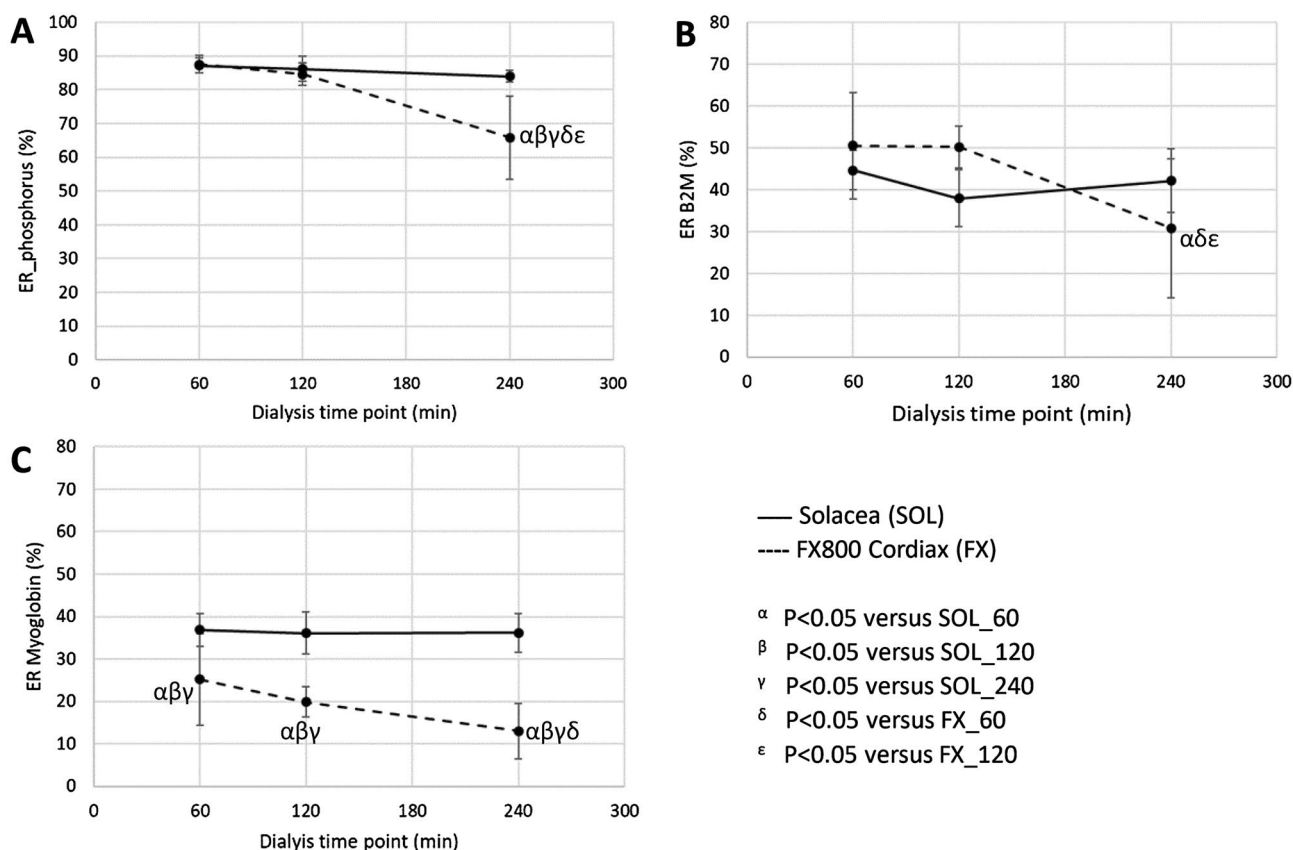 A
ER_phosphorus (%)
100
90
80
70
60
50
40
30
20
10
0
0 60 120 180 240 300
Dialysis time point (min)
αβγδε
B
ER B2M (%)
80
70
60
50
40
30
20
10
0
0 60 120 180 240 300
Dialysis time point (min)
αδε
C
ER Myoglobin (%)
80
70
60
50
40
30
20
10
0
0 60 120 180 240 300
Dialyis time point (min)
αβγ
αβγ
αβγδ
Solacea (SOL)
FX800 Cordiax (FX)
α P<0.05 versus SOL_60
β P<0.05 versus SOL_120
γ P<0.05 versus SOL_240
δ P<0.05 versus FX_60
ε P<0.05 versus FX_120